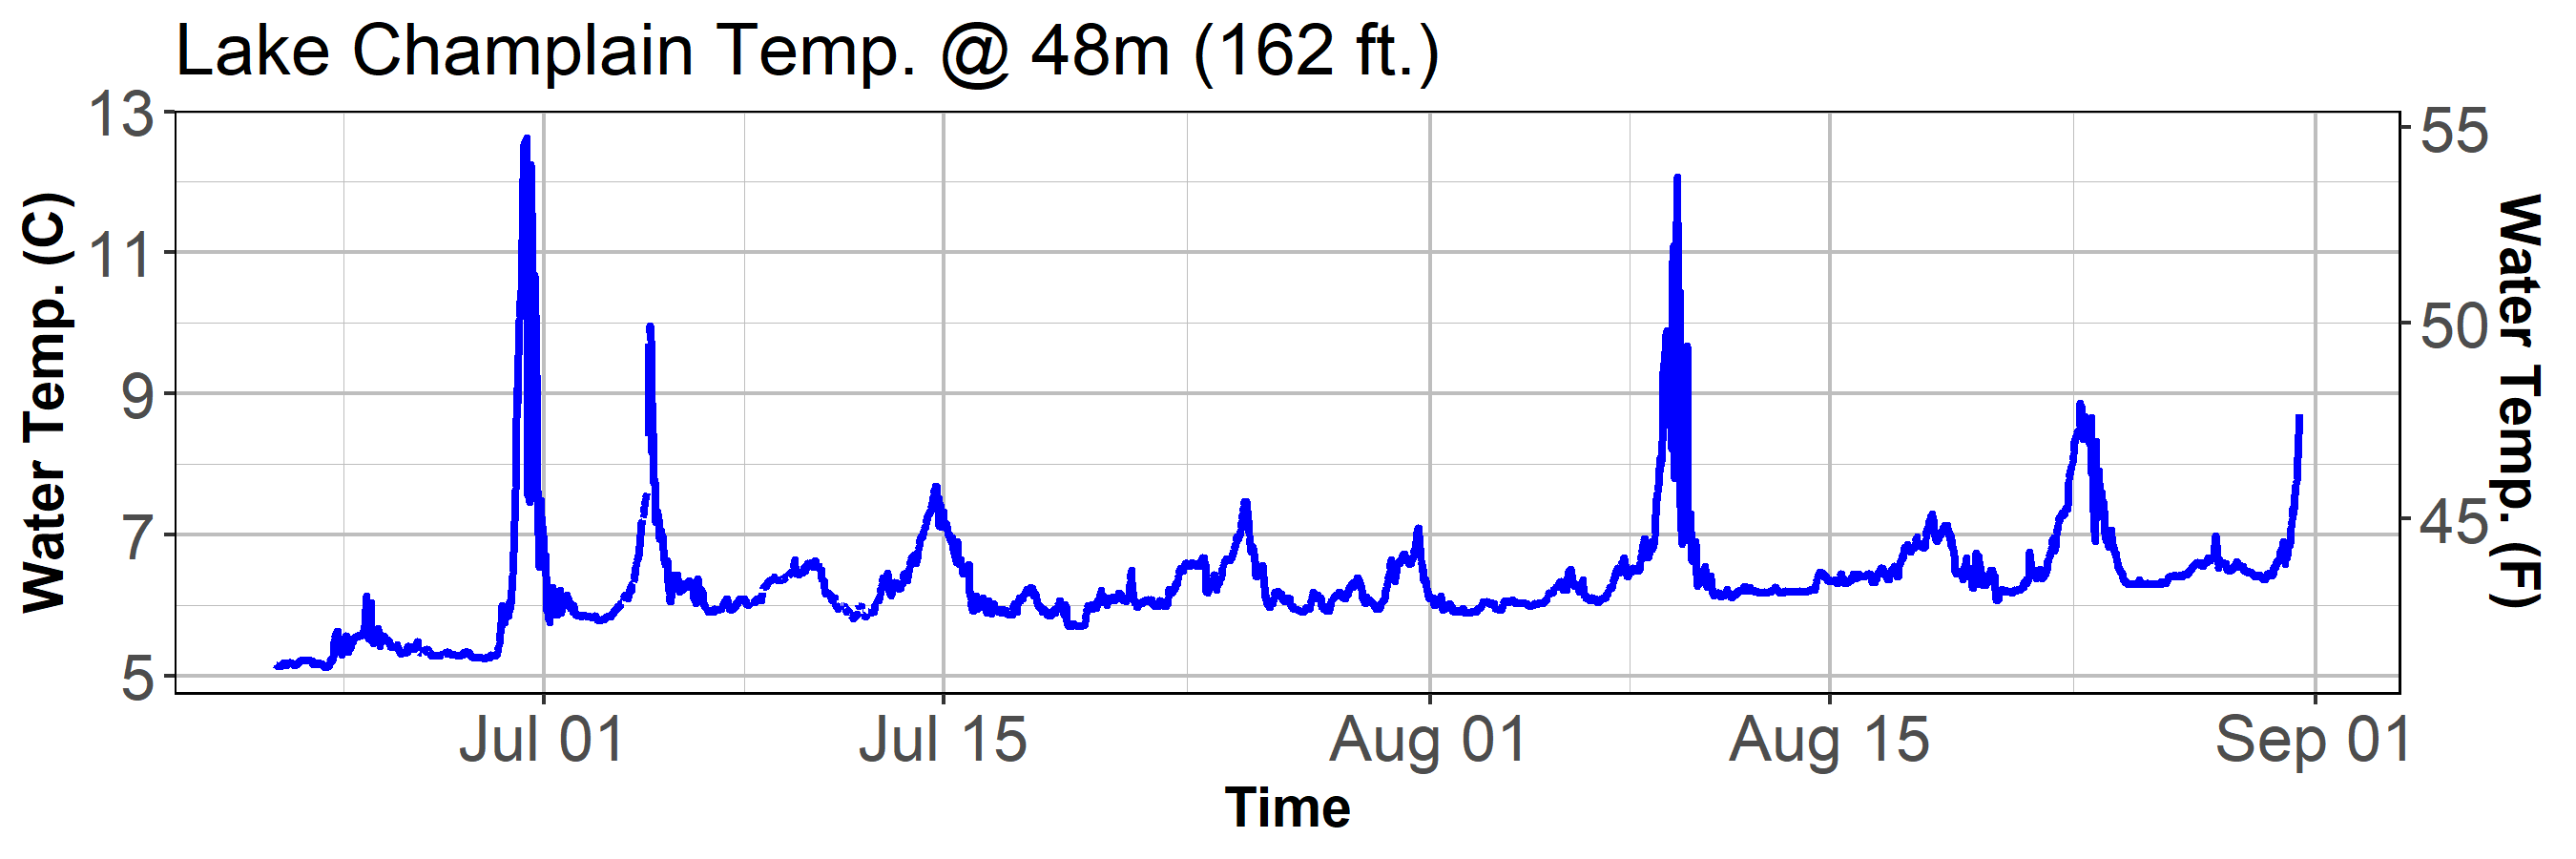 Lake Champlain Temp. @ 48m (162 ft.)
13
11
9
7
5
Water Temp. (C)
55
50
45
Water Temp. (F)
Jul 01 Jul 15 Aug 01 Aug 15 Sep 01
Time